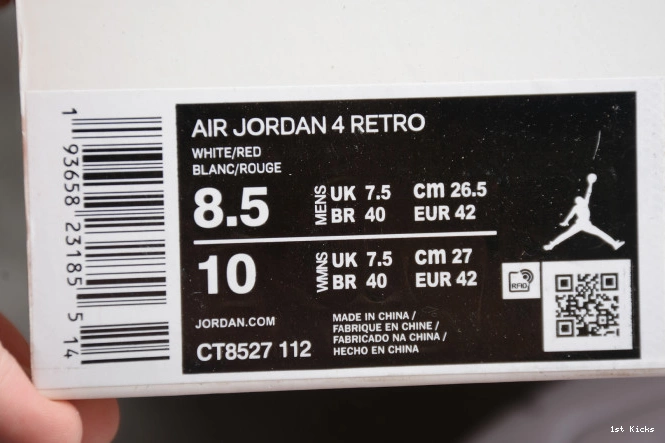 1 93658 23185 5 14
AIR JORDAN 4 RETRO
WHITE/RED
BLANC/ROUGE
8.5 MENS UK 7.5 cm 26.5
BR 40 EUR 42
10 WMNS UK 7.5 cm 27
BR 40 EUR 42
RFID
JORDAN.COM
CT8527 112
MADE IN CHINA /
FABRIQUE EN CHINE /
FABRICADO NA CHINA /
HECHO EN CHINA
1st Kicks